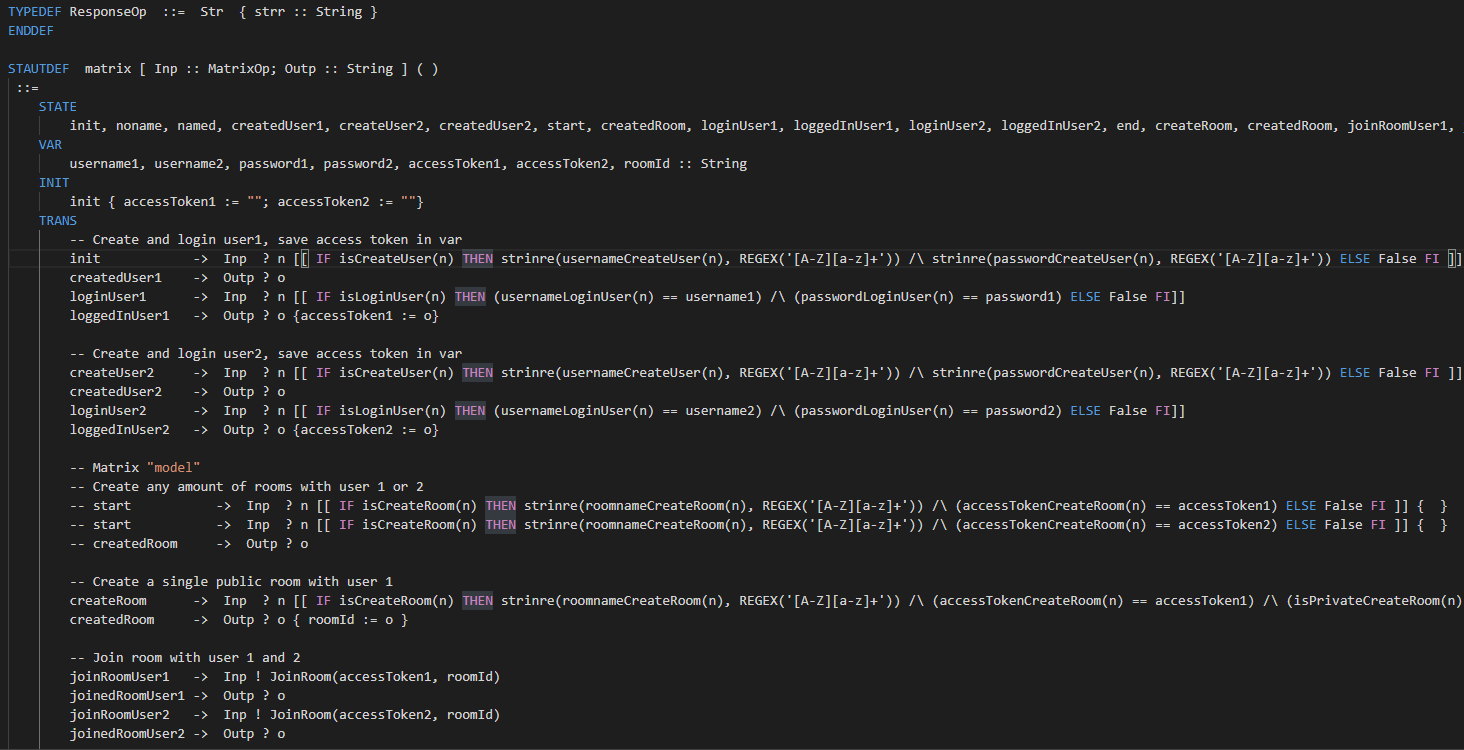 TYPEDEF ResponseOp ::= Str { strr :: String }
ENDDEF
STAUTDEF matrix [ Inp :: MatrixOp; Outp :: String ] ( )
::=
STATE
init, noname, named, createdUser1, createUser2, createdUser2, start, createdRoom, loginUser1, loggedInUser1, loginUser2, loggedInUser2, end, createRoom, createdRoom, joinRoomUser1,
VAR
username1, username2, password1, password2, accessToken1, accessToken2, roomId :: String
INIT
init { accessToken1 := ""; accessToken2 := ""}
TRANS
-- Create and login user1, save access token in var
init -> Inp ? n [[ IF isCreateUser(n) THEN strinre(usernameCreateUser(n), REGEX('[A-Z][a-z]+')) /\ strinre(passwordCreateUser(n), REGEX('[A-Z][a-z]+')) ELSE False FI ]]
createdUser1 -> Outp ? o
loginUser1 -> Inp ? n [[ IF isLoginUser(n) THEN (usernameLoginUser(n) == username1) /\ (passwordLoginUser(n) == password1) ELSE False FI]]
loggedInUser1 -> Outp ? o {accessToken1 := o}
-- Create and login user2, save access token in var
createUser2 -> Inp ? n [[ IF isCreateUser(n) THEN strinre(usernameCreateUser(n), REGEX('[A-Z][a-z]+')) /\ strinre(passwordCreateUser(n), REGEX('[A-Z][a-z]+')) ELSE False FI ]]
createdUser2 -> Outp ? o
loginUser2 -> Inp ? n [[ IF isLoginUser(n) THEN (usernameLoginUser(n) == username2) /\ (passwordLoginUser(n) == password2) ELSE False FI]]
loggedInUser2 -> Outp ? o {accessToken2 := o}
-- Matrix "model"
-- Create any amount of rooms with user 1 or 2
-- start -> Inp ? n [[ IF isCreateRoom(n) THEN strinre(roomnameCreateRoom(n), REGEX('[A-Z][a-z]+')) /\ (accessTokenCreateRoom(n) == accessToken1) ELSE False FI ]] { }
-- start -> Inp ? n [[ IF isCreateRoom(n) THEN strinre(roomnameCreateRoom(n), REGEX('[A-Z][a-z]+')) /\ (accessTokenCreateRoom(n) == accessToken2) ELSE False FI ]] { }
-- createdRoom -> Outp ? o
-- Create a single public room with user 1
createRoom -> Inp ? n [[ IF isCreateRoom(n) THEN strinre(roomnameCreateRoom(n), REGEX('[A-Z][a-z]+')) /\ (accessTokenCreateRoom(n) == accessToken1) /\ (isPrivateCreateRoom(n)
createdRoom -> Outp ? o { roomId := o }
-- Join room with user 1 and 2
joinRoomUser1 -> Inp ! JoinRoom(accessToken1, roomId)
joinedRoomUser1 -> Outp ? o
joinRoomUser2 -> Inp ! JoinRoom(accessToken2, roomId)
joinedRoomUser2 -> Outp ? o